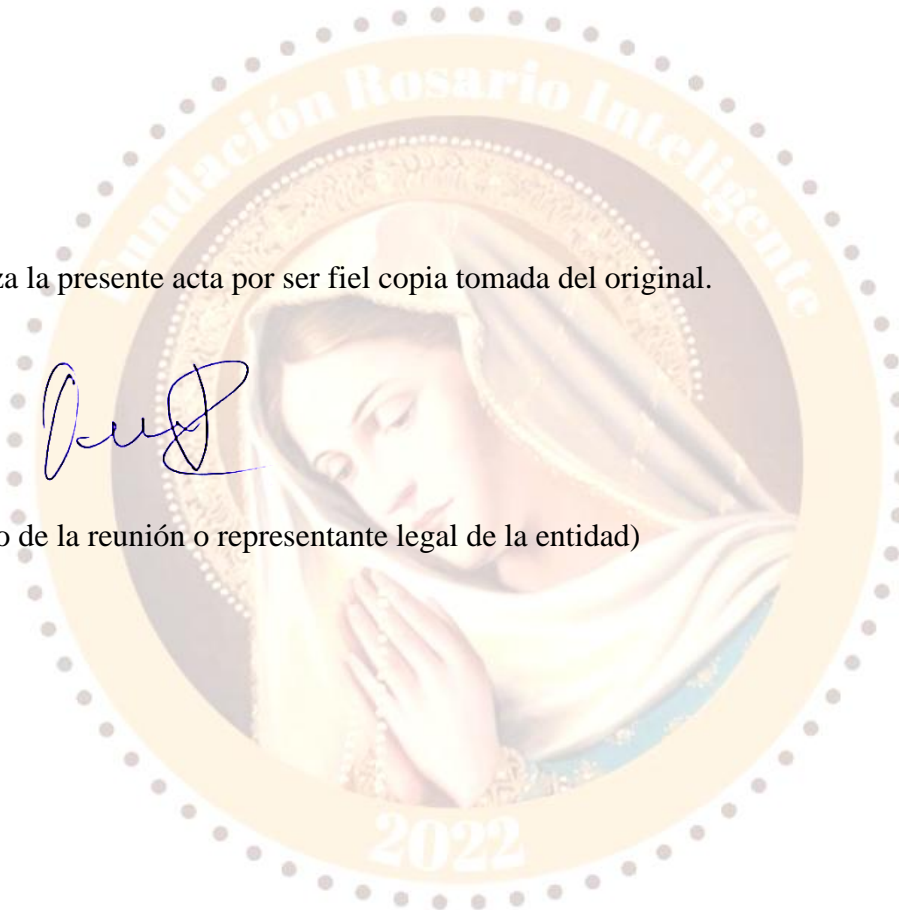 Fundación Rosario Inteligente
za la presente acta por ser fiel copia tomada del original.
o de la reunión o representante legal de la entidad)
2022